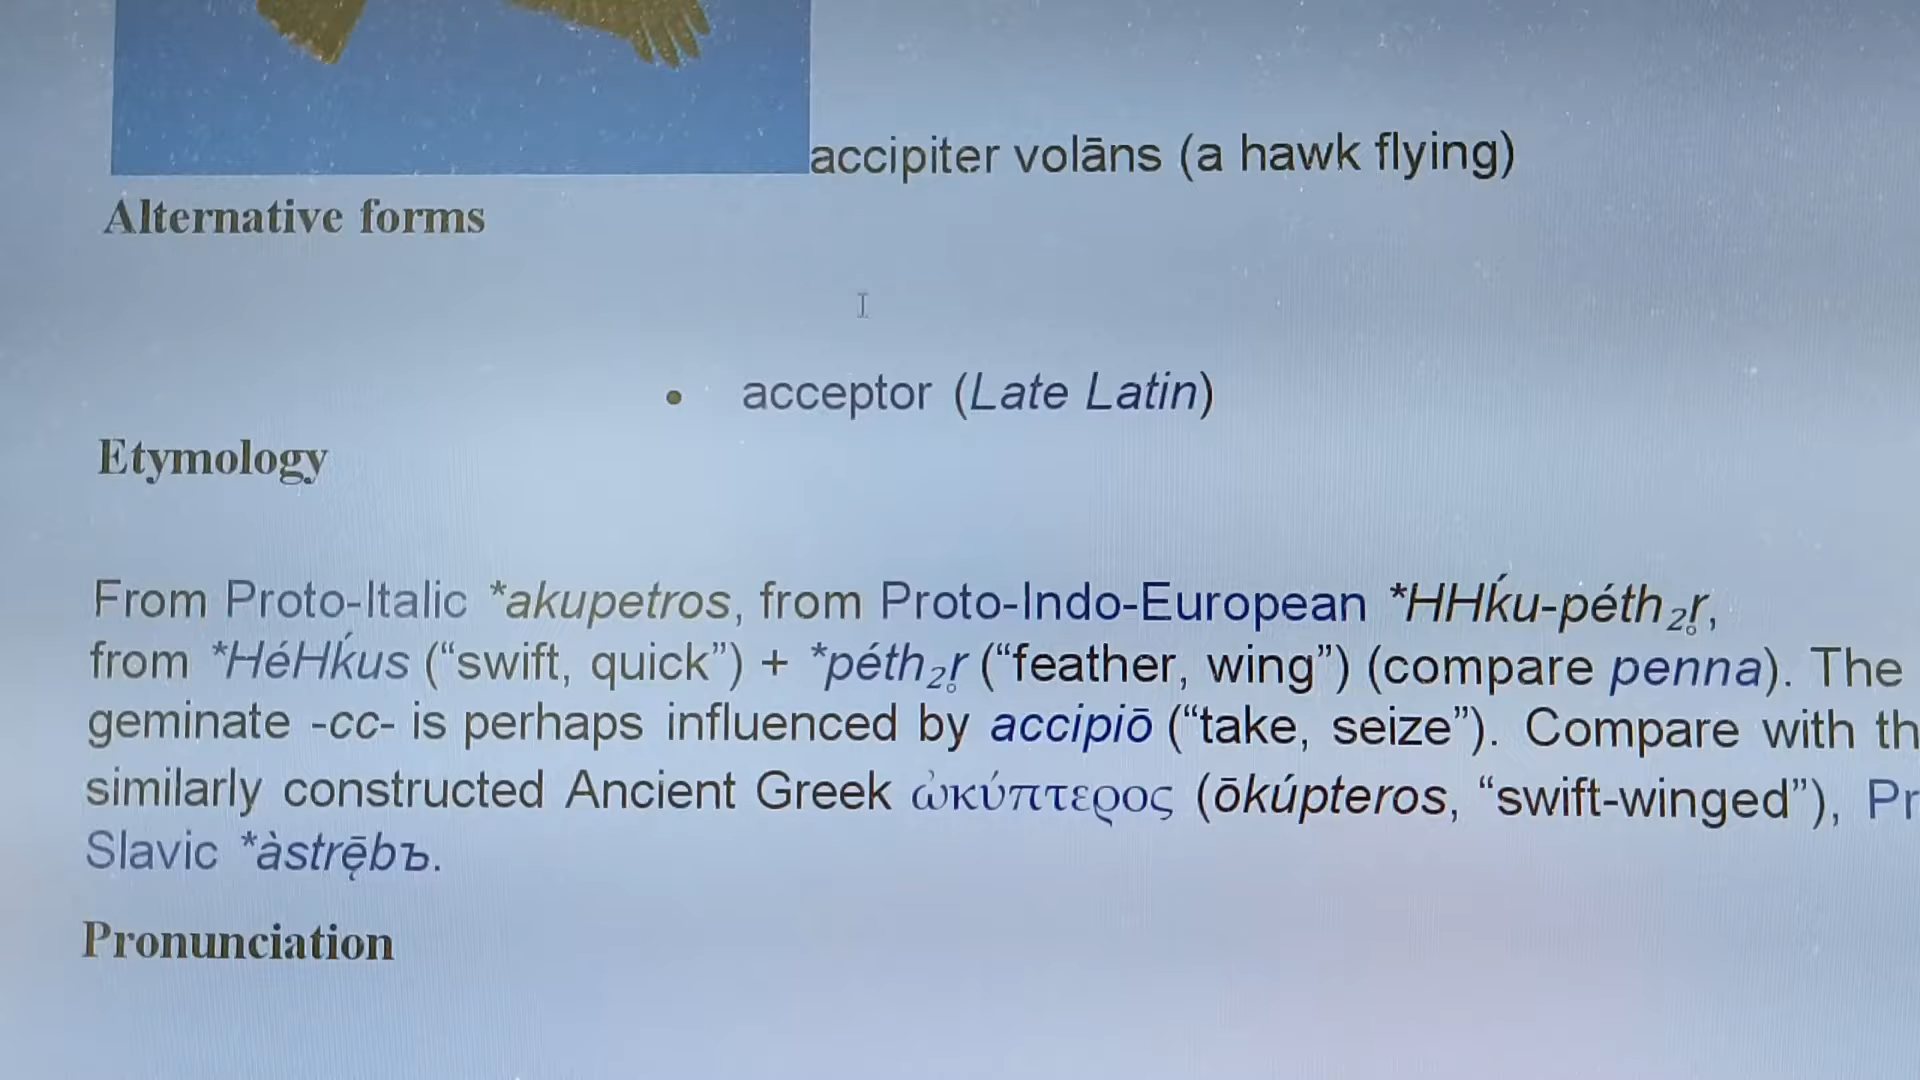 accipiter volāns (a hawk flying)
Alternative forms
• acceptor (Late Latin)
Etymology
From Proto-Italic *akupetros, from Proto-Indo-European *HHḱu-péth₂r̥,
from *HéHḱus (“swift, quick”) + *péth₂r̥ (“feather, wing”) (compare penna). The
geminate -cc- is perhaps influenced by accipiō (“take, seize”). Compare with th
similarly constructed Ancient Greek ὠκύπτερος (ōkúpteros, “swift-winged”), Pr
Slavic *àstrę̄bъ.
Pronunciation